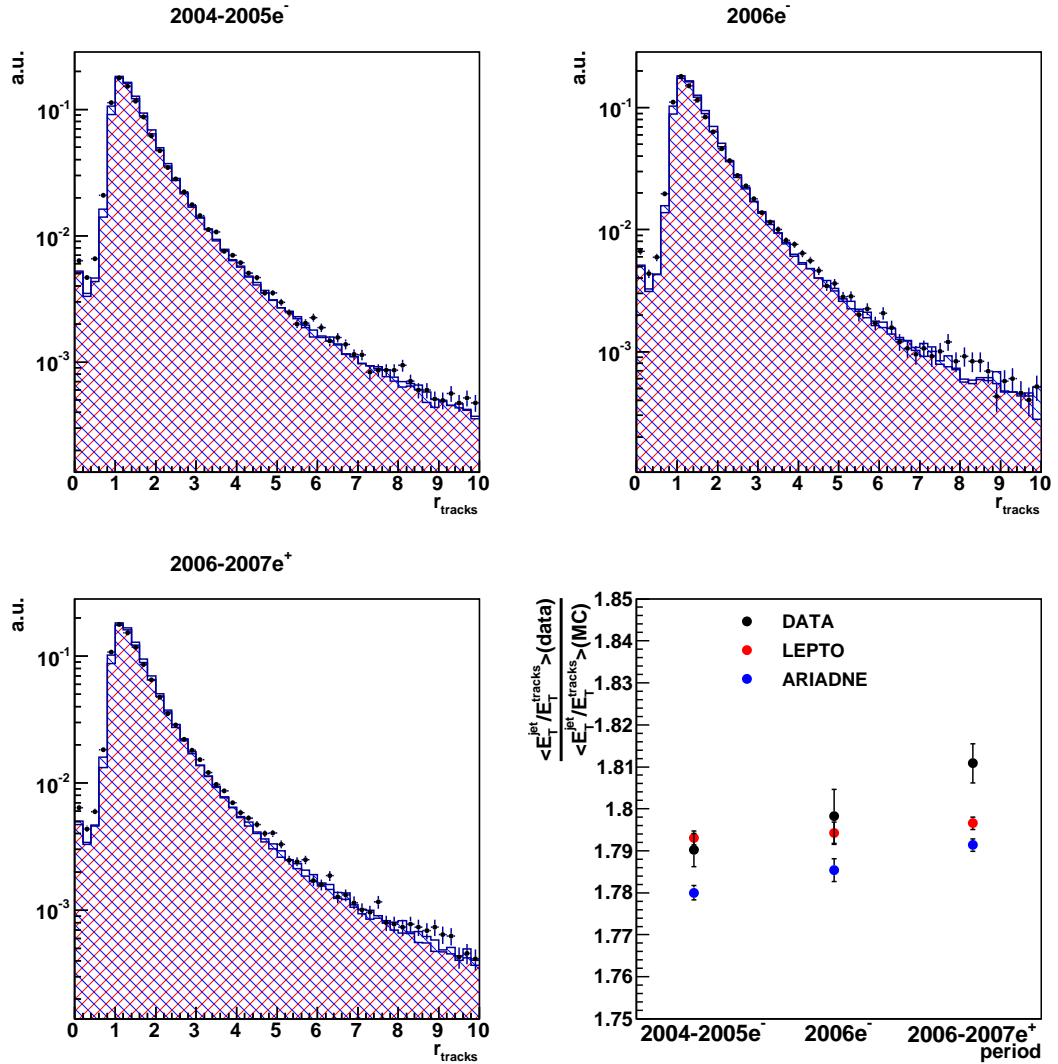 2004-2005e⁻
a.u.
10⁻¹
10⁻²
10⁻³
0 1 2 3 4 5 6 7 8 9 10
r_tracks
2006e⁻
a.u.
10⁻¹
10⁻²
10⁻³
0 1 2 3 4 5 6 7 8 9 10
r_tracks
2006-2007e⁺
a.u.
10⁻¹
10⁻²
10⁻³
0 1 2 3 4 5 6 7 8 9 10
r_tracks
<E_T^jet/E_T^tracks>(data)
<E_T^jet/E_T^tracks>(MC)
1.85
1.84
1.83
1.82
1.81
1.8
1.79
1.78
1.77
1.76
1.75
DATA
LEPTO
ARIADNE
2004-2005e⁻ 2006e⁻ 2006-2007e⁺
period